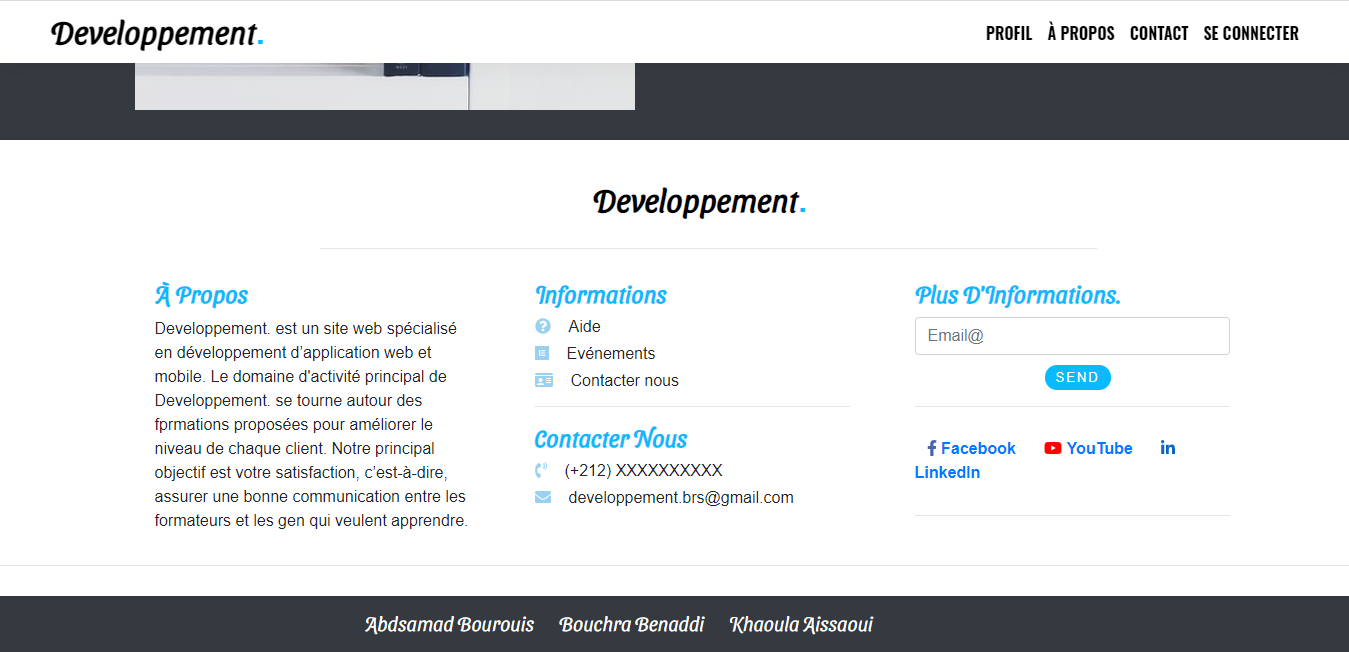 Developpement.
PROFIL À PROPOS CONTACT SE CONNECTER
Developpement.
À Propos
Developpement. est un site web spécialisé
en développement d’application web et
mobile. Le domaine d'activité principal de
Developpement. se tourne autour des
fprmations proposées pour améliorer le
niveau de chaque client. Notre principal
objectif est votre satisfaction, c’est-à-dire,
assurer une bonne communication entre les
formateurs et les gen qui veulent apprendre.
Informations
Aide
Evénements
Contacter nous
Contacter Nous
(+212) XXXXXXXXXX
developpement.brs@gmail.com
Plus D'Informations.
Email@
SEND
Facebook YouTube in
LinkedIn
Abdsamad Bourouis Bouchra Benaddi Khaoula Aissaoui